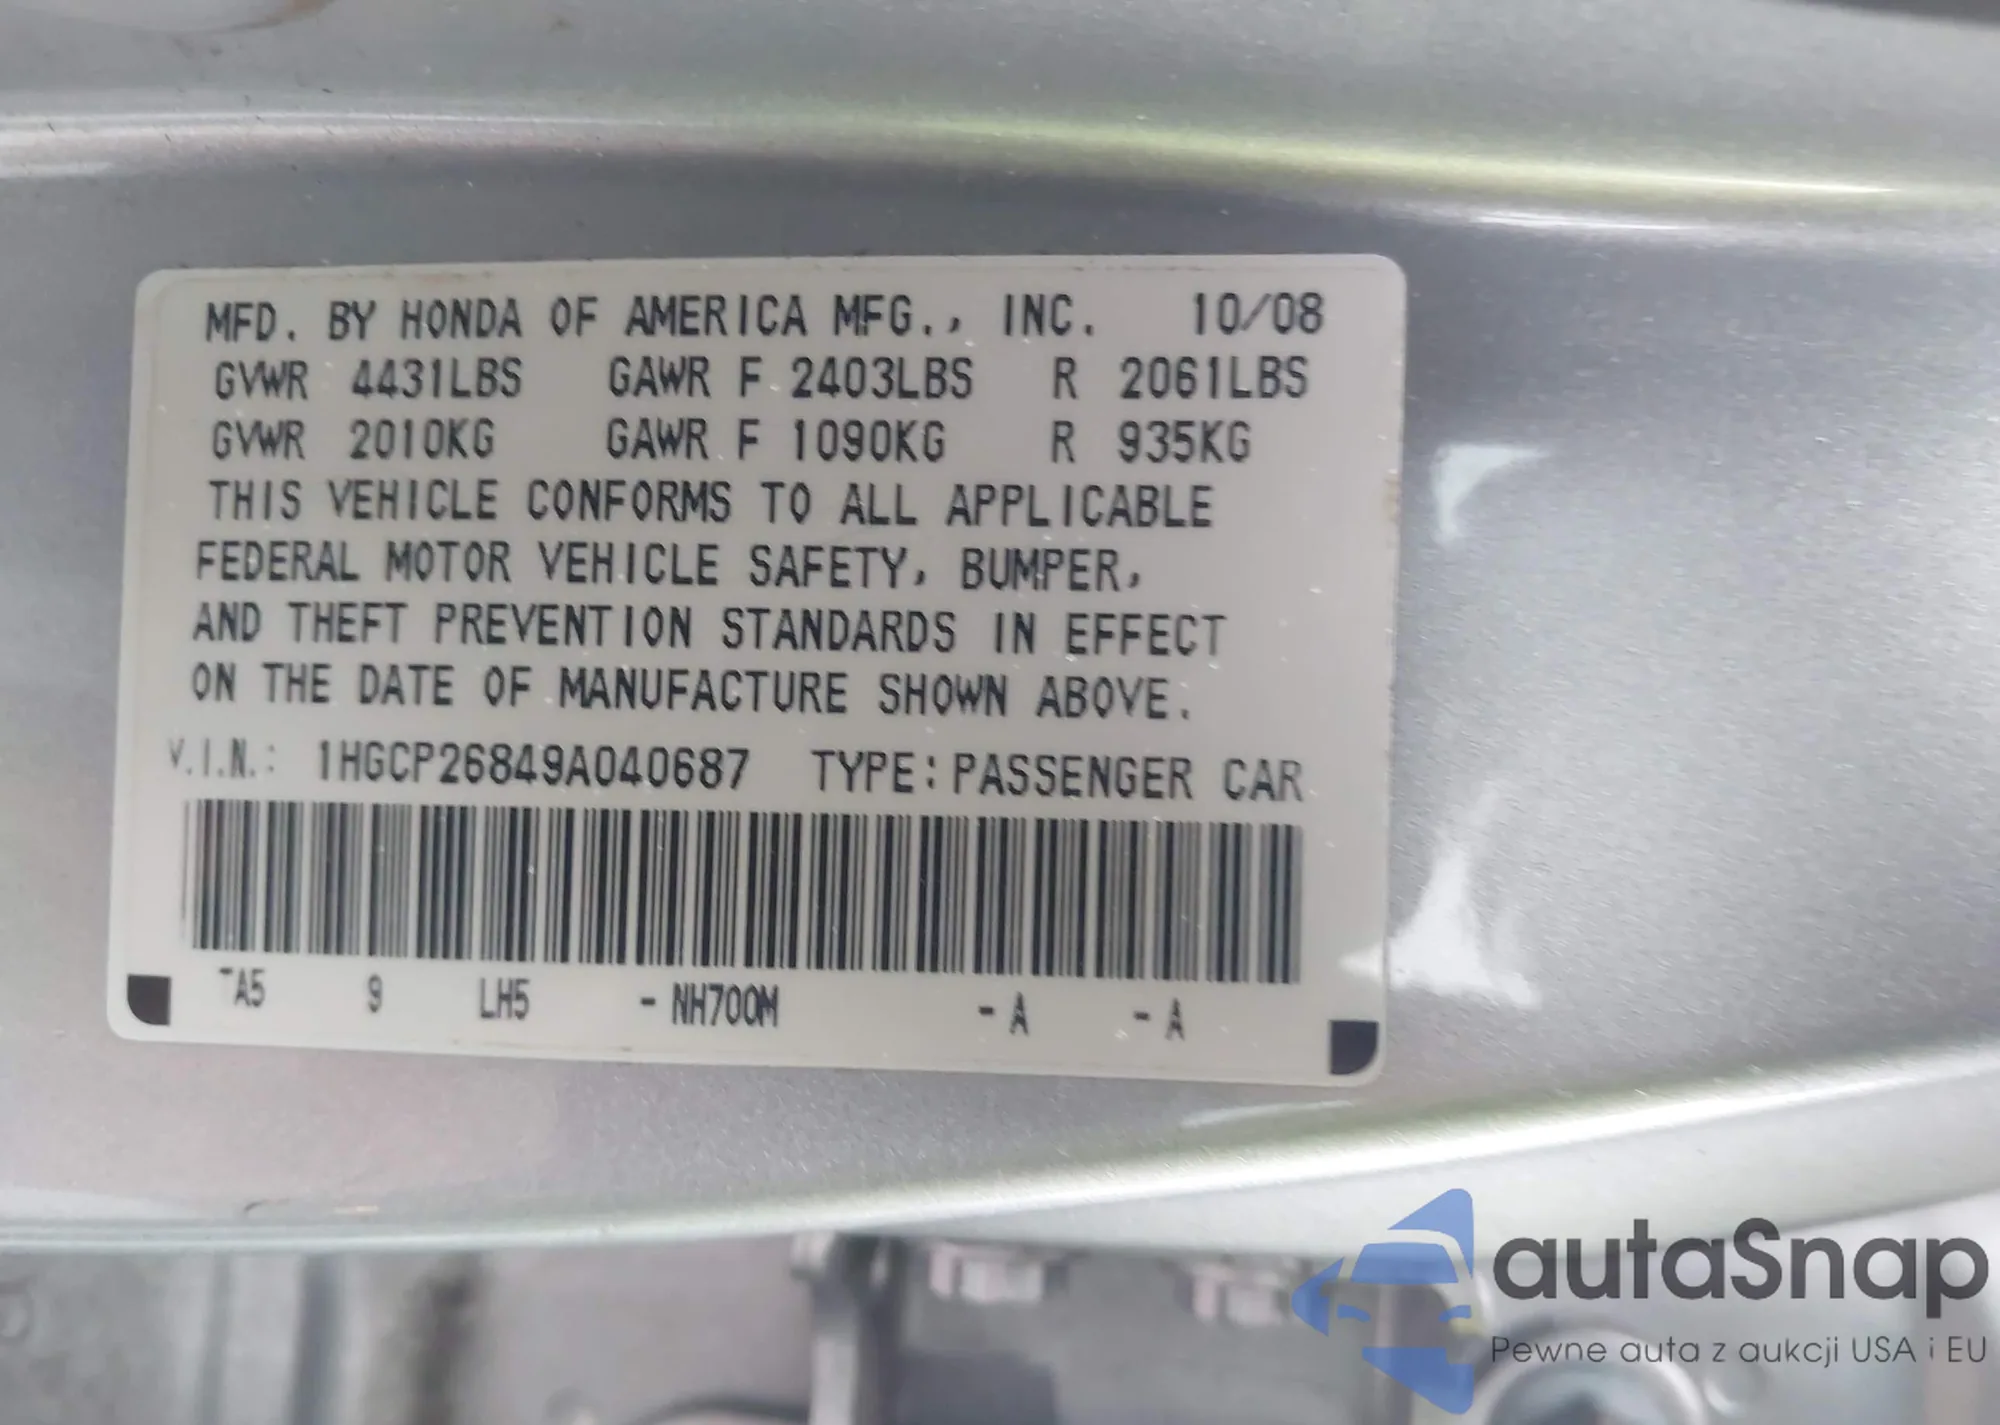 MFD. BY HONDA OF AMERICA MFG., INC. 10/08
GVWR 4431LBS GAWR F 2403LBS R 2061LBS
GVWR 2010KG GAWR F 1090KG R 935KG
THIS VEHICLE CONFORMS TO ALL APPLICABLE
FEDERAL MOTOR VEHICLE SAFETY, BUMPER,
AND THEFT PREVENTION STANDARDS IN EFFECT
ON THE DATE OF MANUFACTURE SHOWN ABOVE.
V.I.N.: 1HGCP26849A040687 TYPE: PASSENGER CAR
TA5 9 LH5 - NH700M - A - A
autaSnap
Pewne auta z aukcji USA i EU